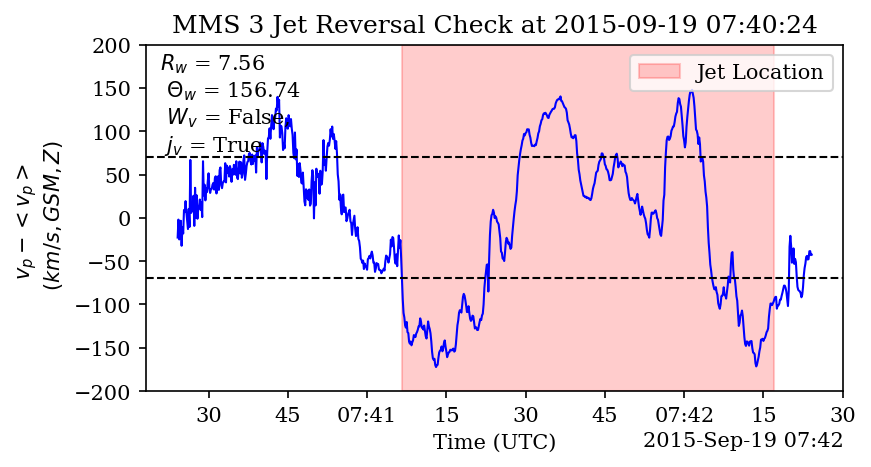 MMS 3 Jet Reversal Check at 2015-09-19 07:40:24
R_w = 7.56
Θ_w = 156.74
W_v = False
j_v = True
Jet Location
v_p − < v_p >
(km/s, GSM, Z)
200
150
100
50
0
−50
−100
−150
−200
30 45 07:41 15 30 45 07:42 15 30
Time (UTC)
2015-Sep-19 07:42